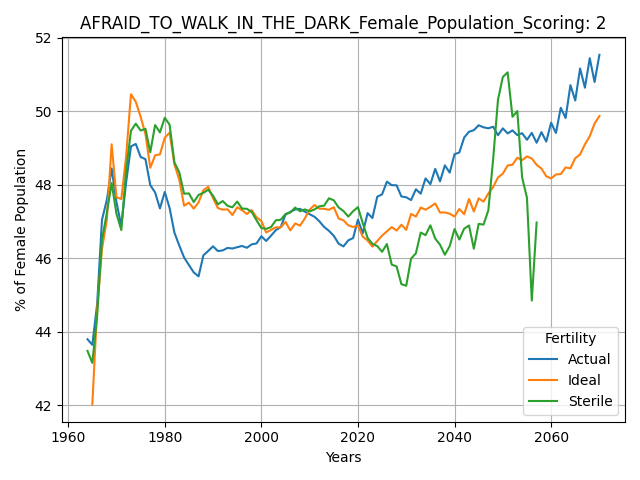 AFRAID_TO_WALK_IN_THE_DARK_Female_Population_Scoring: 2
52
50
48
46
44
42
% of Female Population
1960
1980
2000
2020
2040
2060
Years
Fertility
Actual
Ideal
Sterile